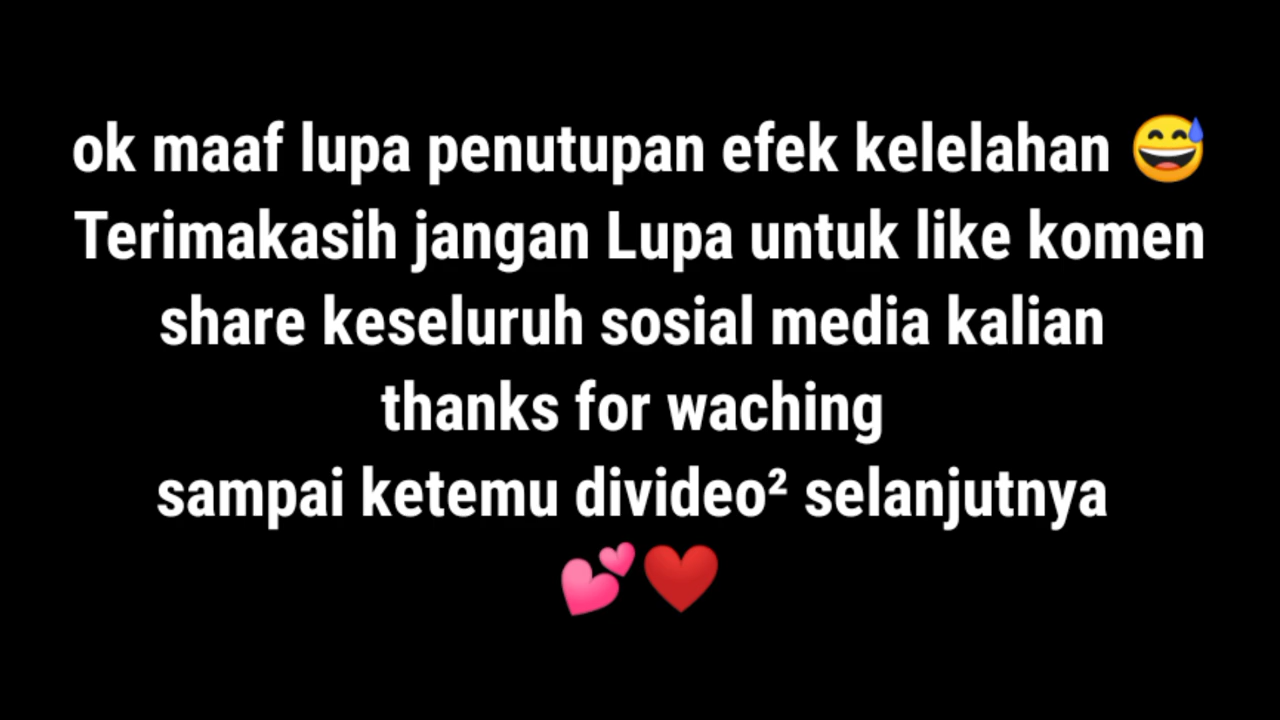 ok maaf lupa penutupan efek kelelahan 😅
Terimakasih jangan Lupa untuk like komen
share keseluruh sosial media kalian
thanks for waching
sampai ketemu divideo² selanjutnya
💕❤️